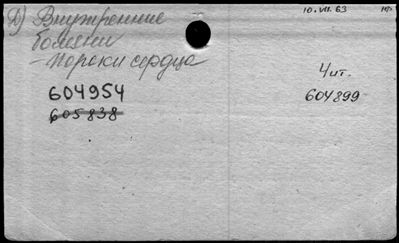 10.VII.63
Д) Внутренние
болезни
- Пороки сердца
Чит.
604954
604899
605838